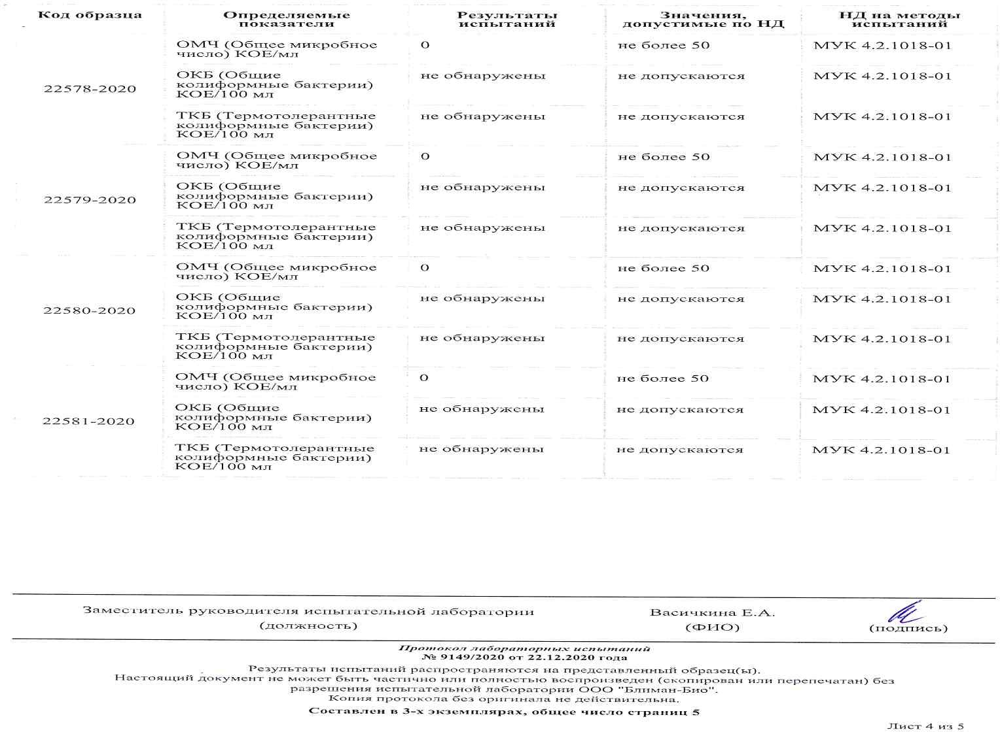 Код образца Определяемые показатели Результаты испытаний Значения, допустимые по НД НД на методы испытаний
22578-2020
ОМЧ (Общее микробное 0 не более 50 МУК 4.2.1018-01
число) КОЕ/мл
ОКБ (Общие не обнаружены не допускаются МУК 4.2.1018-01
колиформные бактерии)
КОЕ/100 мл
ТКБ (Термотолерантные не обнаружены не допускаются МУК 4.2.1018-01
колиформные бактерии)
КОЕ/100 мл
22579-2020
ОМЧ (Общее микробное 0 не более 50 МУК 4.2.1018-01
число) КОЕ/мл
ОКБ (Общие не обнаружены не допускаются МУК 4.2.1018-01
колиформные бактерии)
КОЕ/100 мл
ТКБ (Термотолерантные не обнаружены не допускаются МУК 4.2.1018-01
колиформные бактерии)
КОЕ/100 мл
22580-2020
ОМЧ (Общее микробное 0 не более 50 МУК 4.2.1018-01
число) КОЕ/мл
ОКБ (Общие не обнаружены не допускаются МУК 4.2.1018-01
колиформные бактерии)
КОЕ/100 мл
ТКБ (Термотолерантные не обнаружены не допускаются МУК 4.2.1018-01
колиформные бактерии)
КОЕ/100 мл
22581-2020
ОМЧ (Общее микробное 0 не более 50 МУК 4.2.1018-01
число) КОЕ/мл
ОКБ (Общие не обнаружены не допускаются МУК 4.2.1018-01
колиформные бактерии)
КОЕ/100 мл
ТКБ (Термотолерантные не обнаружены не допускаются МУК 4.2.1018-01
колиформные бактерии)
КОЕ/100 мл
Заместитель руководителя испытательной лаборатории Васичкина Е.А.
(должность) (ФИО) (подпись)
Протокол лабораторных испытаний
№ 9149/2020 от 22.12.2020 года
Результаты испытаний распространяются на представленный образец(ы).
Настоящий документ не может быть частично или полностью воспроизведен (скопирован или перепечатан) без
разрешения испытательной лаборатории ООО "Блиман-Био".
Копия протокола без оригинала не действительна.
Составлен в 3-х экземплярах, общее число страниц 5
Лист 4 из 5